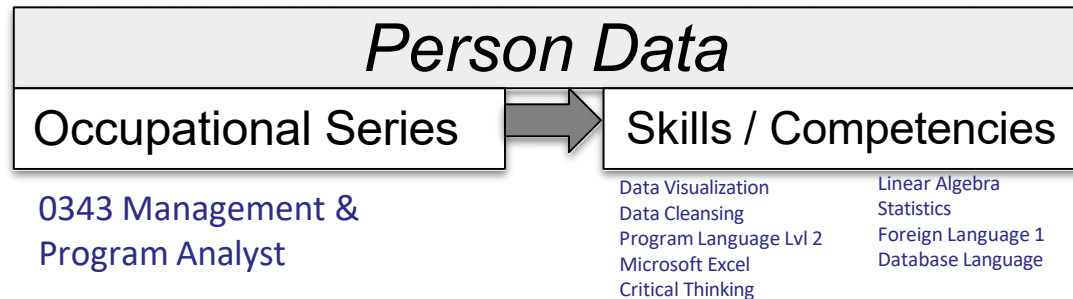 Person Data
Occupational Series
Skills / Competencies
0343 Management &
Program Analyst
Data Visualization
Data Cleansing
Program Language Lvl 2
Microsoft Excel
Critical Thinking
Linear Algebra
Statistics
Foreign Language 1
Database Language